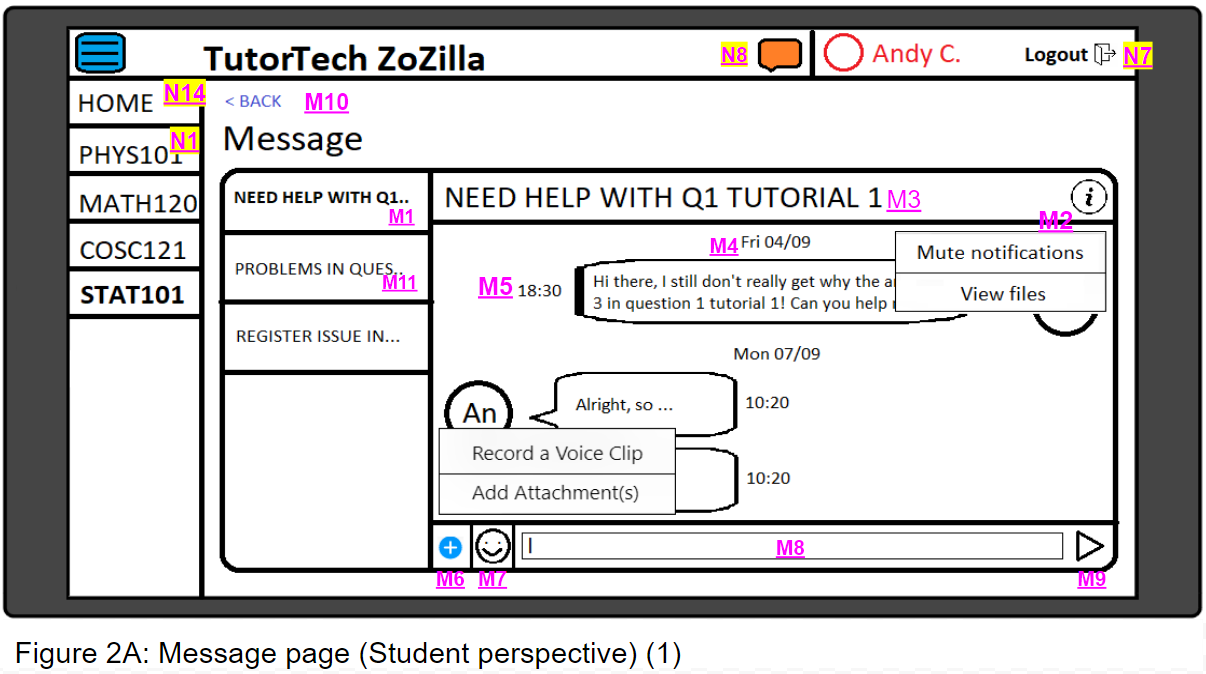 TutorTech ZoZilla
N8
Andy C.
Logout
N7
HOME
N14
PHYS101
N1
MATH120
COSC121
STAT101
< BACK
M10
Message
NEED HELP WITH Q1..
M1
PROBLEMS IN QUES..
M11
REGISTER ISSUE IN...
NEED HELP WITH Q1 TUTORIAL 1
M3
i
M2
Mute notifications
View files
M4
Fri 04/09
M5
18:30
Hi there, I still don't really get why the
3 in question 1 tutorial 1! Can you help
Mon 07/09
An
Alright, so ...
10:20
Record a Voice Clip
Add Attachment(s)
10:20
M6
M7
M8
M9
Figure 2A: Message page (Student perspective) (1)